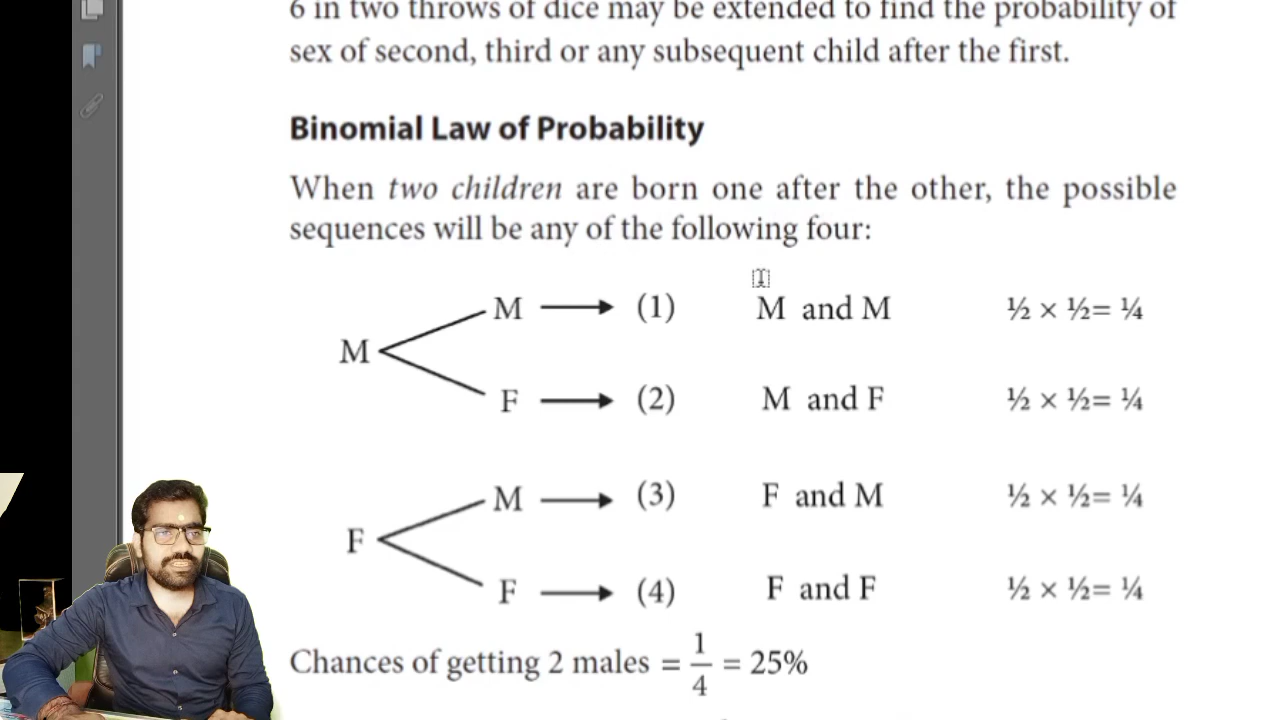 6 in two throws of dice may be extended to find the probability of
sex of second, third or any subsequent child after the first.
Binomial Law of Probability
When two children are born one after the other, the possible
sequences will be any of the following four:
M (1) M and M ½ × ½= ¼
M
F (2) M and F ½ × ½= ¼
M (3) F and M ½ × ½= ¼
F
F (4) F and F ½ × ½= ¼
Chances of getting 2 males = 1/4 = 25%